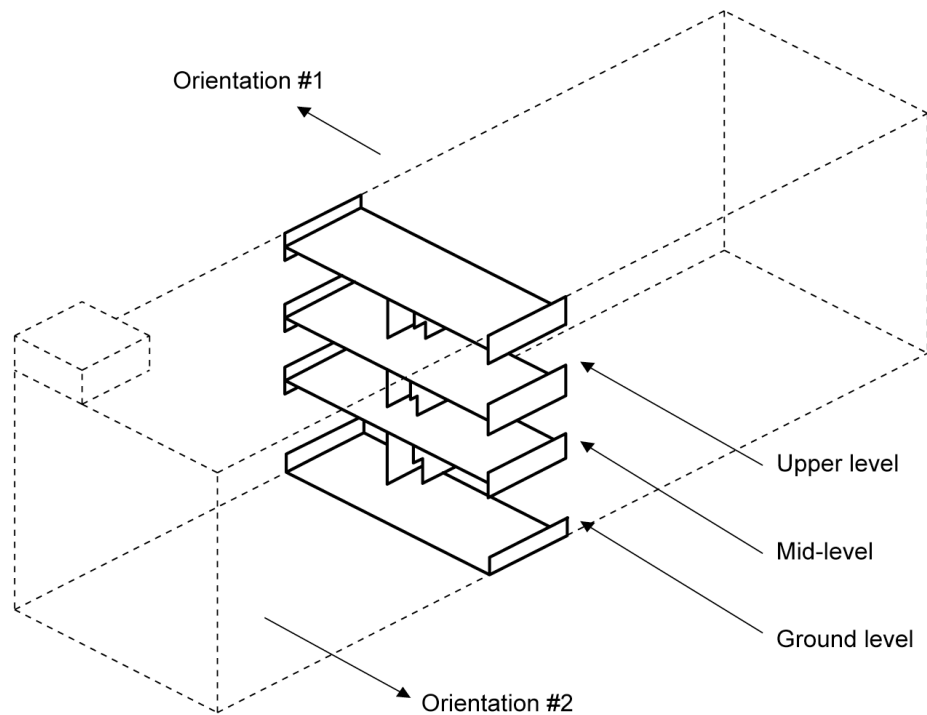 Orientation #1
Upper level
Mid-level
Ground level
Orientation #2